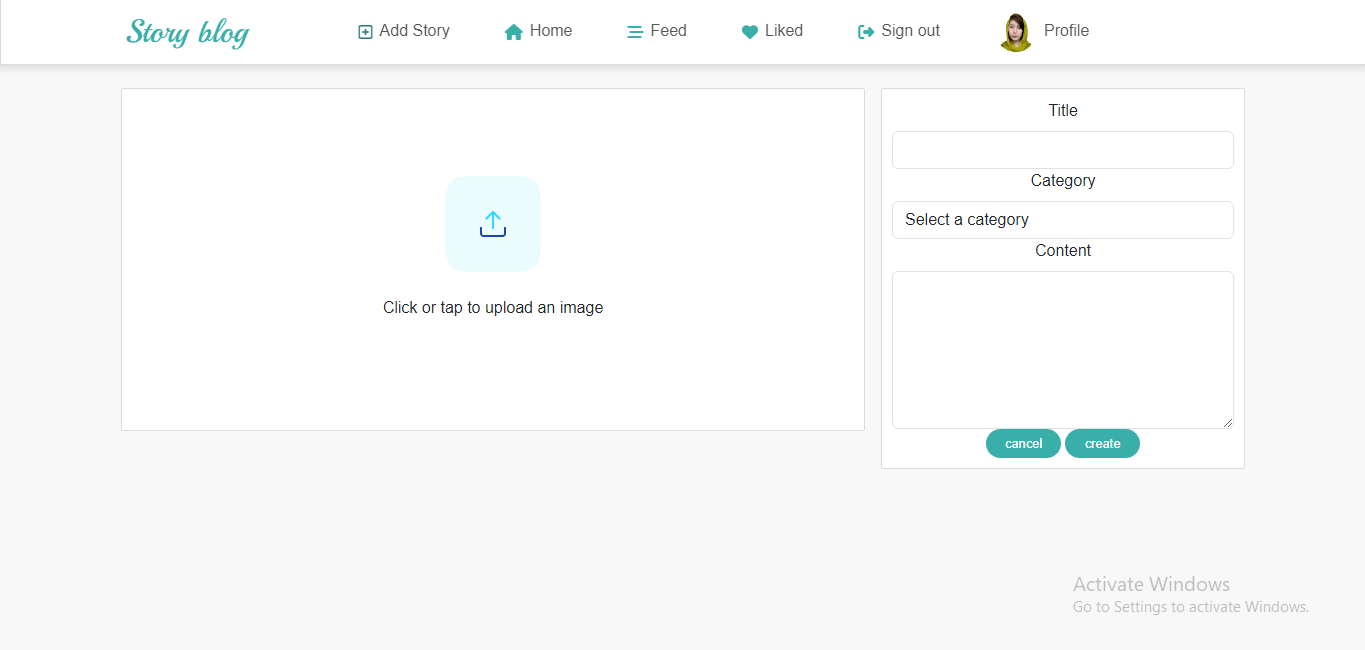 Story blog
Add Story
Home
Feed
Liked
Sign out
Profile
Click or tap to upload an image
Title
Category
Select a category
Content
cancel
create
Activate Windows
Go to Settings to activate Windows.